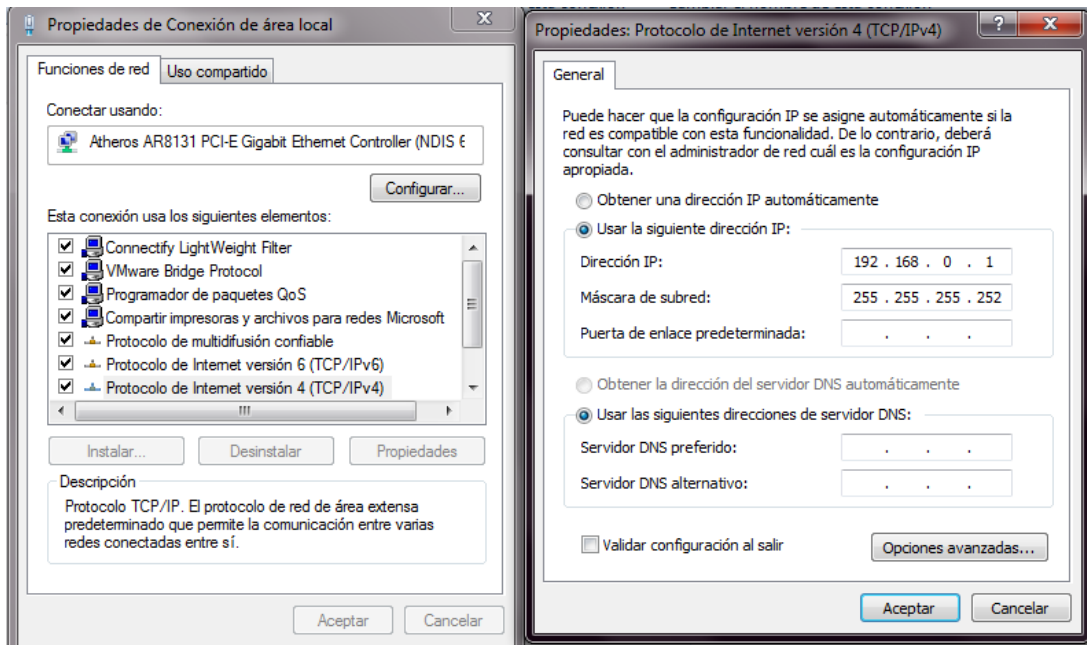 Propiedades de Conexión de área local
Funciones de red
Uso compartido
Conectar usando:
Atheros AR8131 PCI-E Gigabit Ethernet Controller (NDIS 6
Configurar...
Esta conexión usa los siguientes elementos:
Connectify LightWeight Filter
VMware Bridge Protocol
Programador de paquetes QoS
Compartir impresoras y archivos para redes Microsoft
Protocolo de multidifusión confiable
Protocolo de Internet versión 6 (TCP/IPv6)
Protocolo de Internet versión 4 (TCP/IPv4)
Instalar...
Desinstalar
Propiedades
Descripción
Protocolo TCP/IP. El protocolo de red de área extensa
predeterminado que permite la comunicación entre varias
redes conectadas entre sí.
Aceptar
Cancelar
Propiedades: Protocolo de Internet versión 4 (TCP/IPv4)
General
Puede hacer que la configuración IP se asigne automáticamente si la
red es compatible con esta funcionalidad. De lo contrario, deberá
consultar con el administrador de red cuál es la configuración IP
apropiada.
Obtener una dirección IP automáticamente
Usar la siguiente dirección IP:
Dirección IP: 192 . 168 . 0 . 1
Máscara de subred: 255 . 255 . 255 . 252
Puerta de enlace predeterminada: . . .
Obtener la dirección del servidor DNS automáticamente
Usar las siguientes direcciones de servidor DNS:
Servidor DNS preferido: . . .
Servidor DNS alternativo: . . .
Validar configuración al salir
Opciones avanzadas...
Aceptar
Cancelar